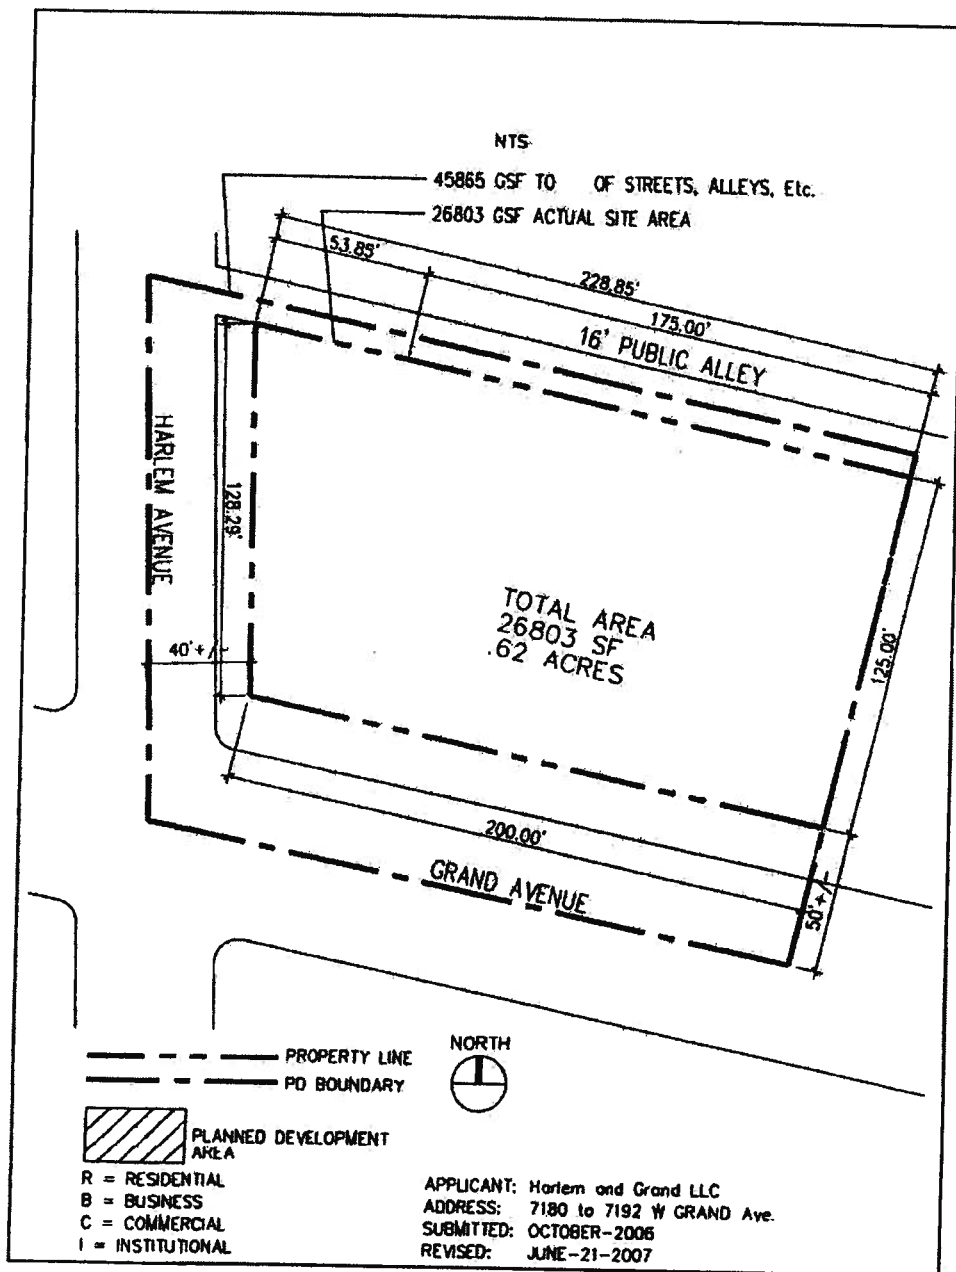 NTS
45865 GSF TO OF STREETS, ALLEYS, Etc.
26803 GSF ACTUAL SITE AREA
53.85'
228.85'
175.00'
16' PUBLIC ALLEY
HARLEM AVENUE
128.29'
TOTAL AREA
26803 SF
.62 ACRES
40'+/-
125.00'
200.00'
GRAND AVENUE
50'+/-
PROPERTY LINE
PD BOUNDARY
NORTH
PLANNED DEVELOPMENT
AREA
R = RESIDENTIAL
B = BUSINESS
C = COMMERCIAL
I = INSTITUTIONAL
APPLICANT: Harlem and Grand LLC
ADDRESS: 7180 to 7192 W GRAND Ave.
SUBMITTED: OCTOBER-2006
REVISED: JUNE-21-2007